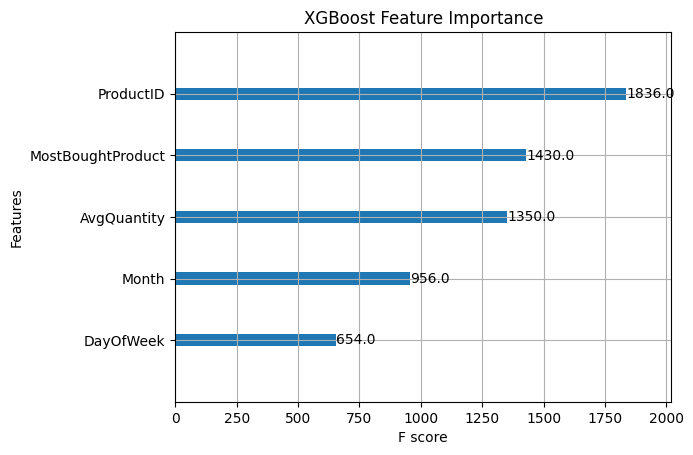 XGBoost Feature Importance
ProductID
1836.0
MostBoughtProduct
1430.0
AvgQuantity
1350.0
Month
956.0
DayOfWeek
654.0
Features
0 250 500 750 1000 1250 1500 1750 2000
F score